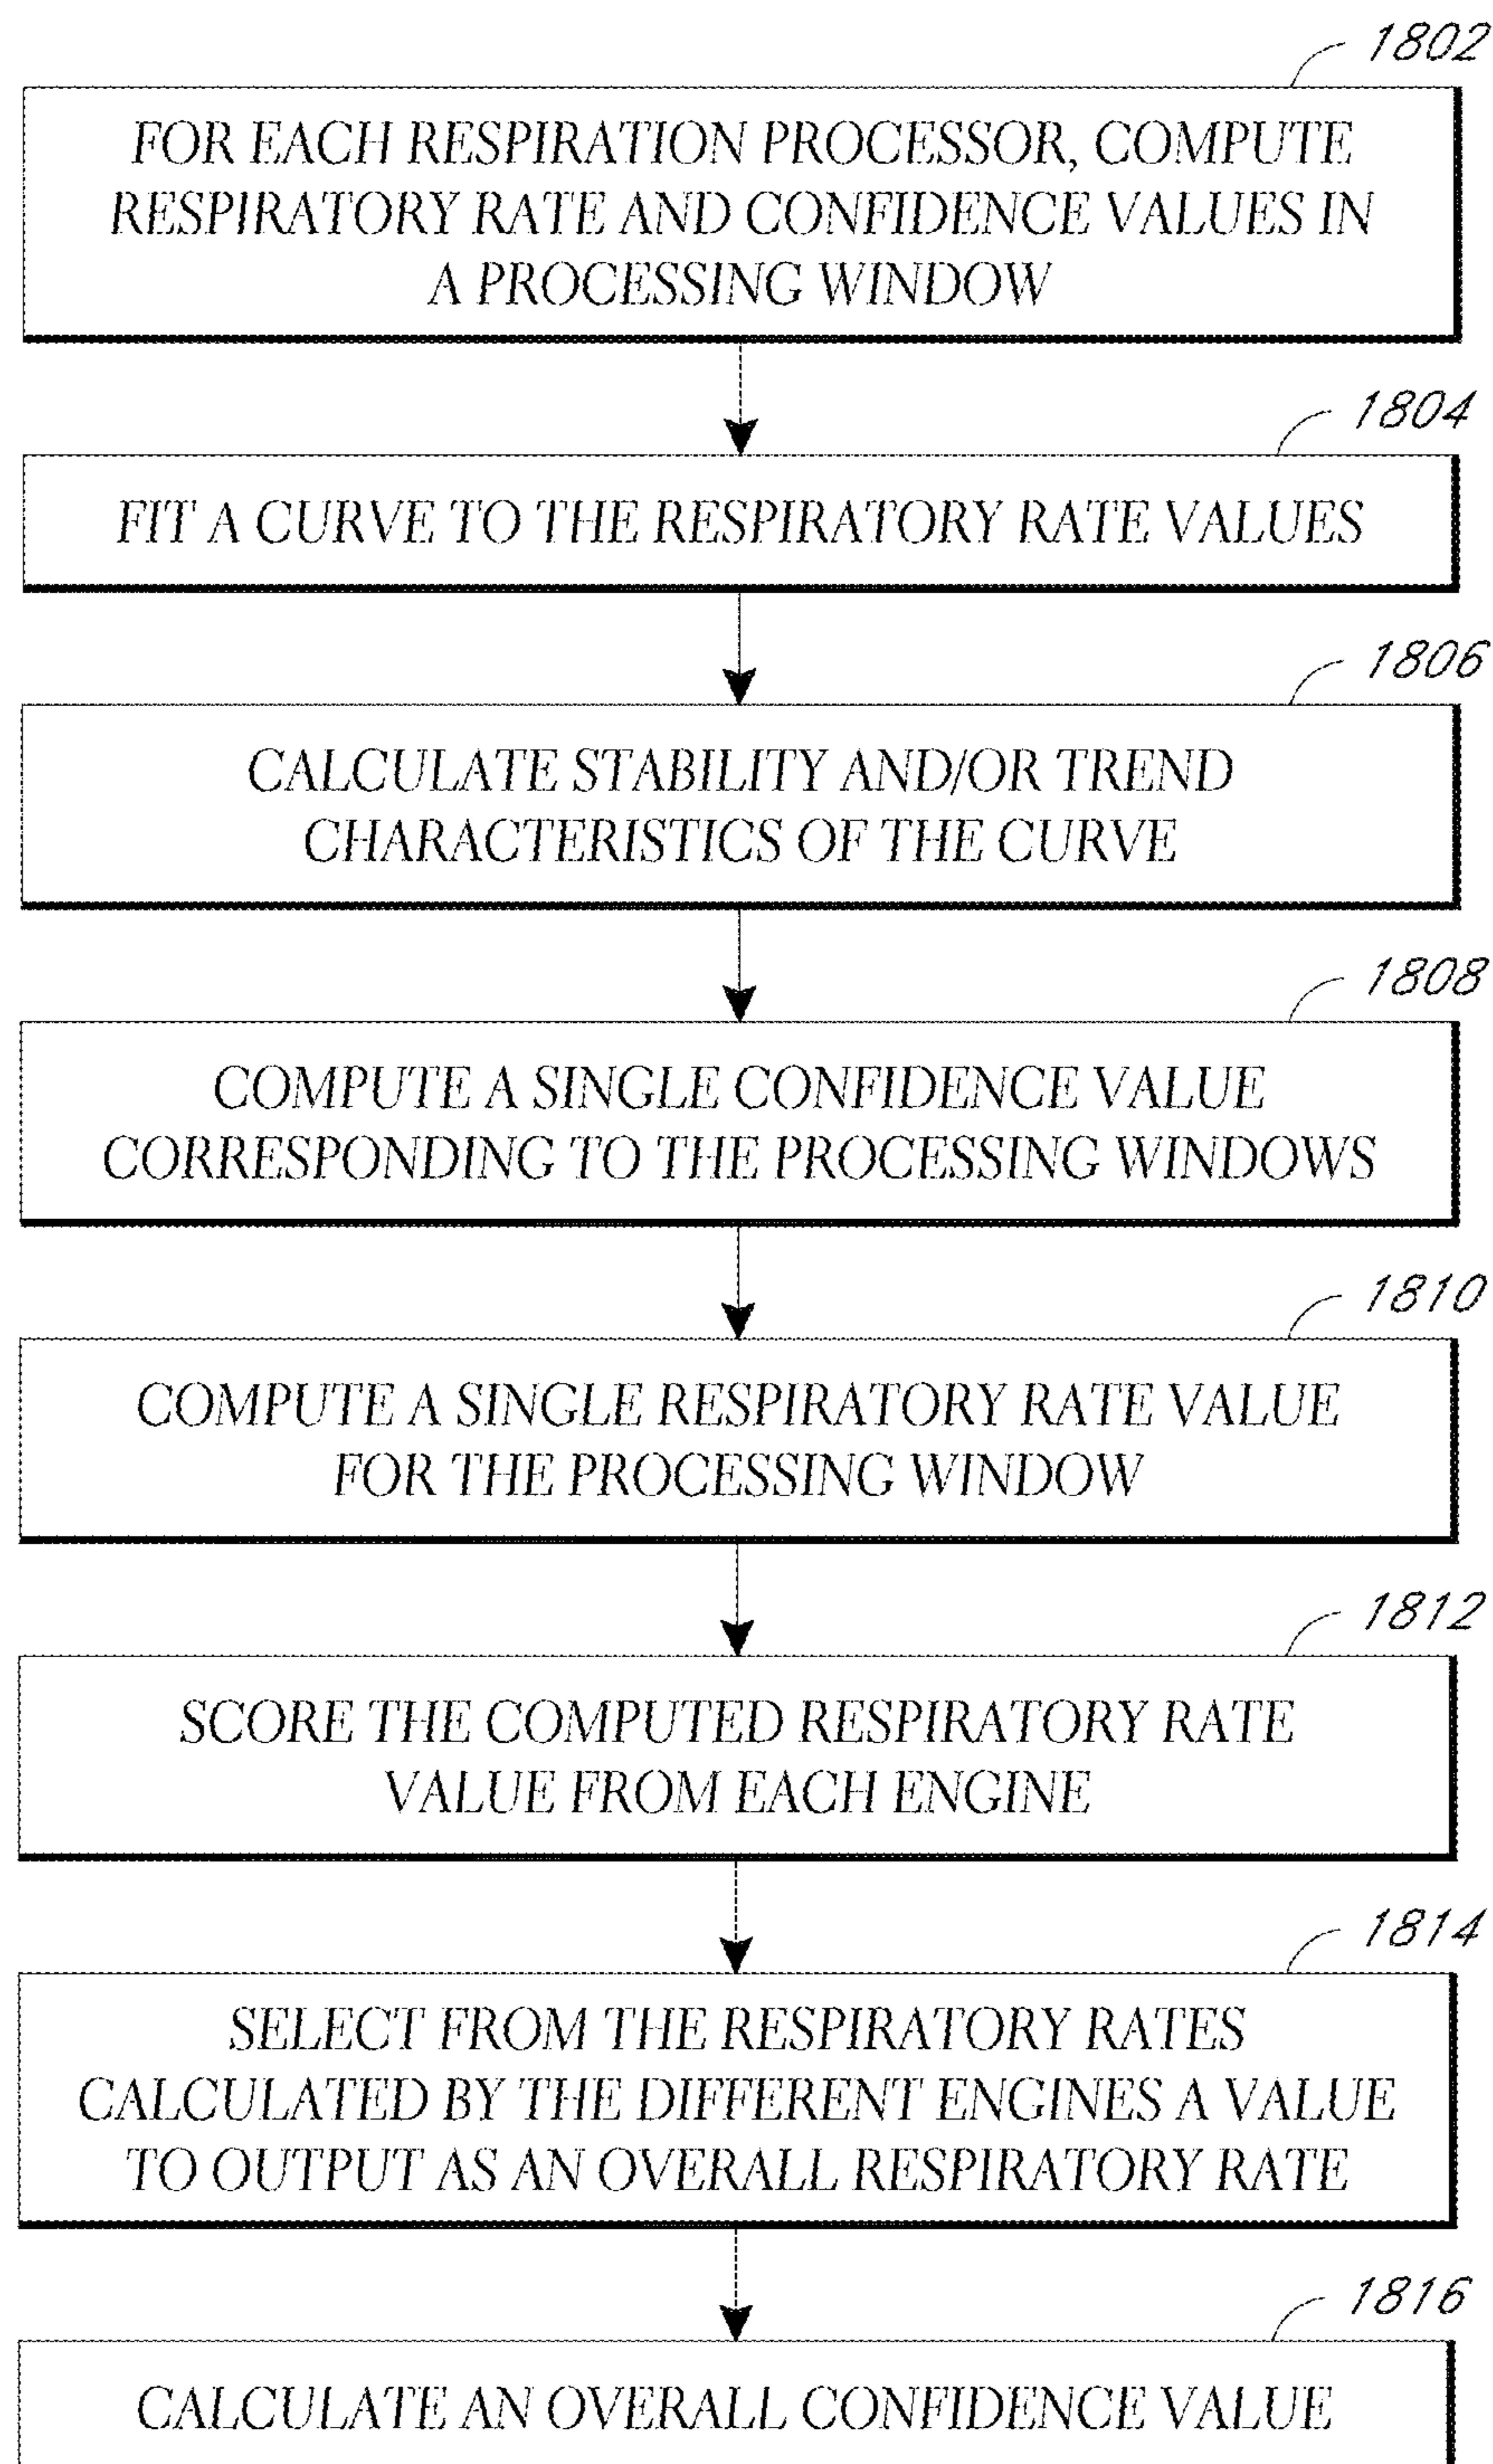 1802
FOR EACH RESPIRATION PROCESSOR, COMPUTE
RESPIRATORY RATE AND CONFIDENCE VALUES IN
A PROCESSING WINDOW
1804
FIT A CURVE TO THE RESPIRATORY RATE VALUES
1806
CALCULATE STABILITY AND/OR TREND
CHARACTERISTICS OF THE CURVE
1808
COMPUTE A SINGLE CONFIDENCE VALUE
CORRESPONDING TO THE PROCESSING WINDOWS
1810
COMPUTE A SINGLE RESPIRATORY RATE VALUE
FOR THE PROCESSING WINDOW
1812
SCORE THE COMPUTED RESPIRATORY RATE
VALUE FROM EACH ENGINE
1814
SELECT FROM THE RESPIRATORY RATES
CALCULATED BY THE DIFFERENT ENGINES A VALUE
TO OUTPUT AS AN OVERALL RESPIRATORY RATE
1816
CALCULATE AN OVERALL CONFIDENCE VALUE